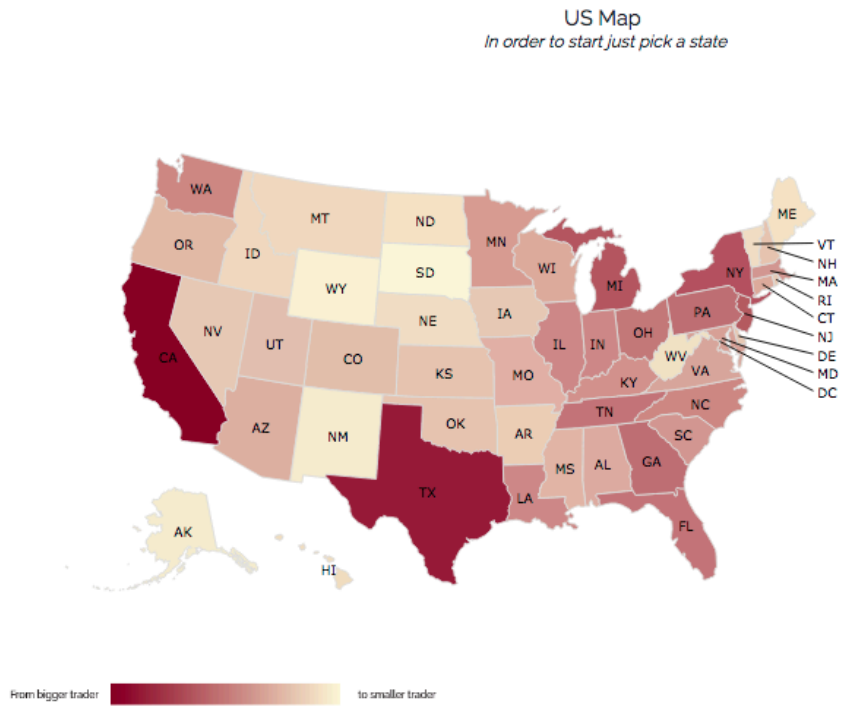 US Map
In order to start just pick a state
WA
MT
ND
ME
OR
ID
MN
VT
NH
SD
WI
NY
MA
WY
MI
RI
CT
NE
IA
PA
NJ
NV
UT
CO
IL
IN
OH
WV
DE
CA
KS
MO
VA
MD
KY
DC
AZ
NM
OK
AR
TN
NC
SC
MS
AL
GA
TX
LA
AK
FL
HI
From bigger trader
to smaller trader